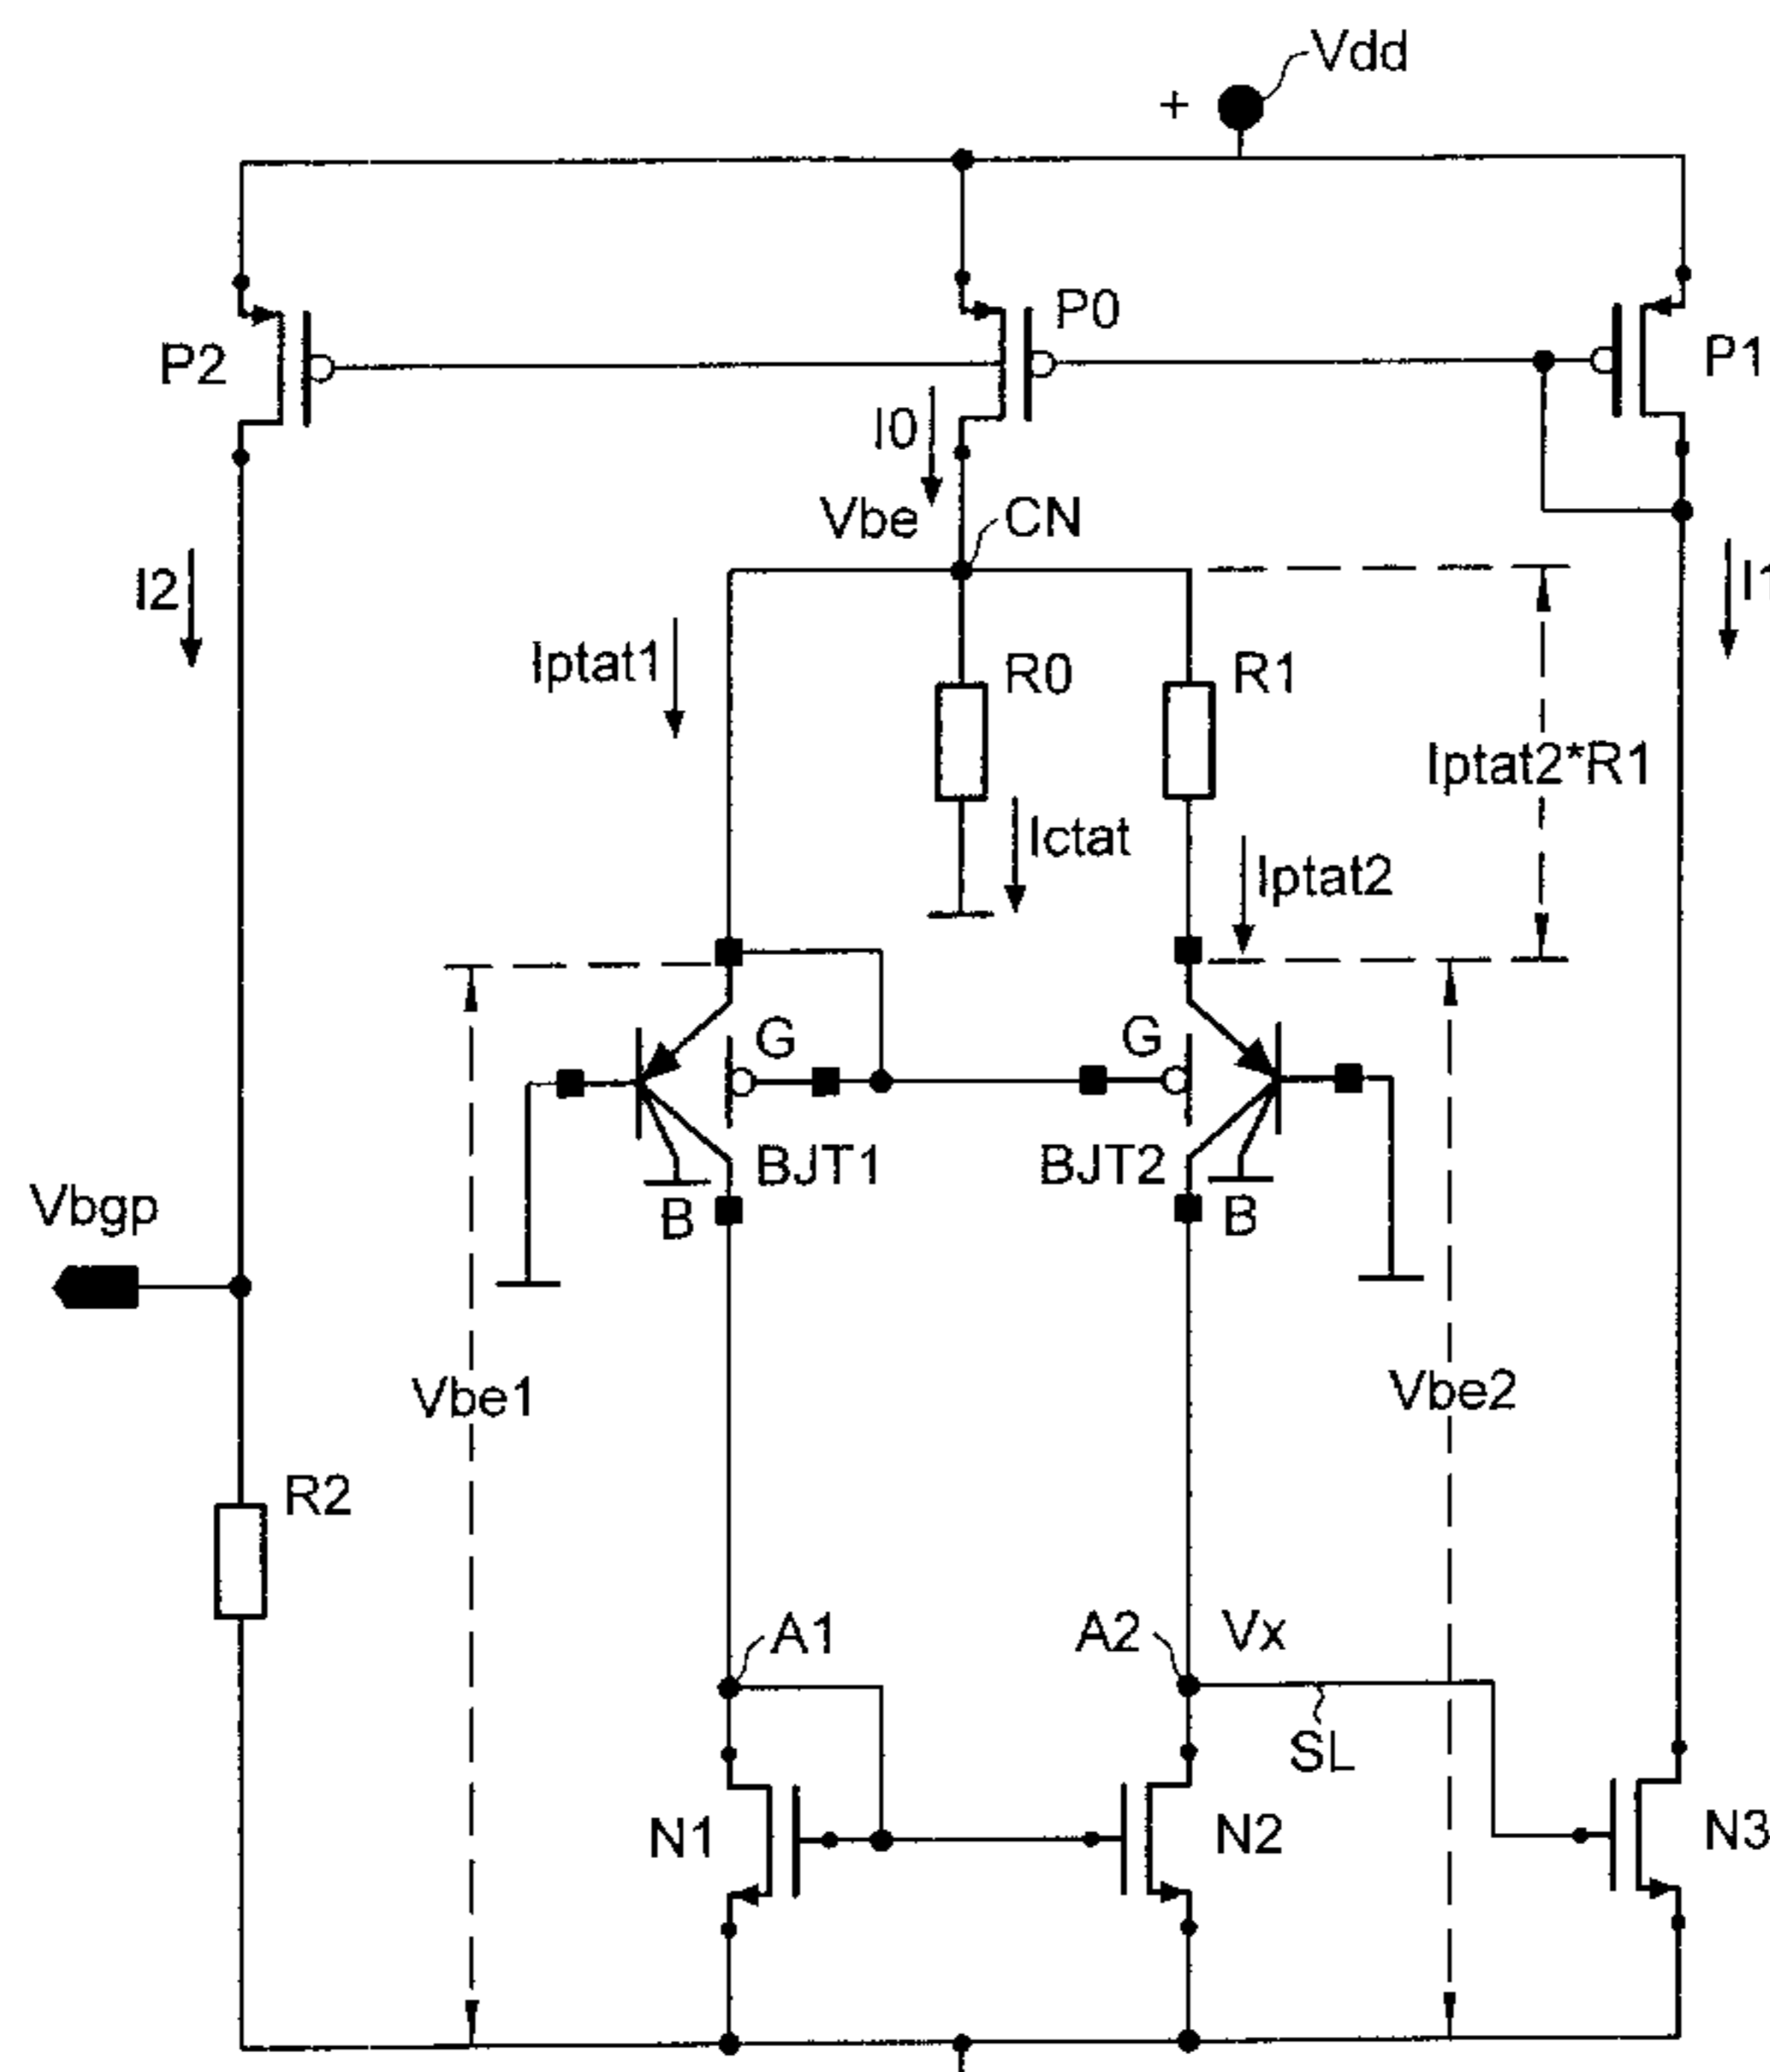 Vdd
+
P2
P0
P1
I0
Vbe
CN
I2
I1
Iptat1
R0
R1
Iptat2*R1
Ictat
Iptat2
G
G
BJT1
BJT2
B
B
Vbgp
Vbe1
Vbe2
R2
A1
A2
Vx
SL
N1
N2
N3